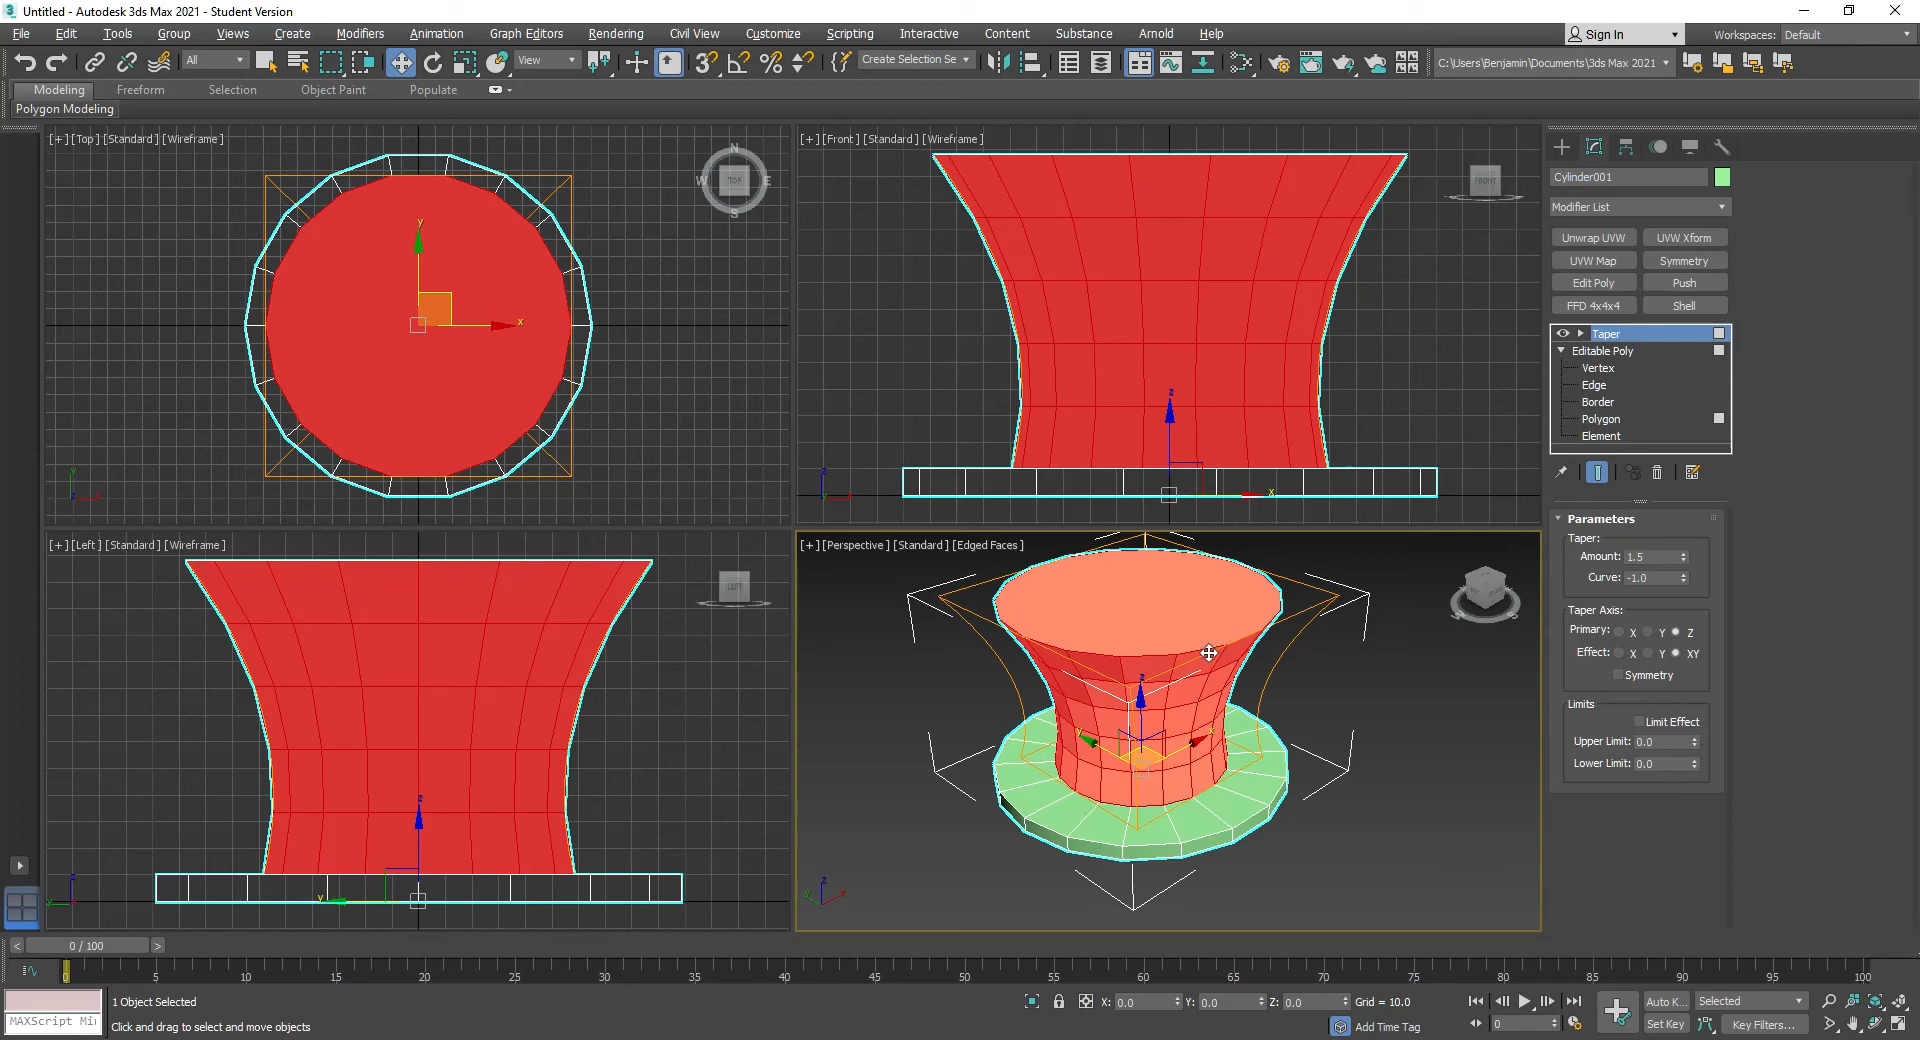 Untitled - Autodesk 3ds Max 2021 - Student Version
File Edit Tools Group Views Create Modifiers Animation Graph Editors Rendering Civil View Customize Scripting Interactive Content Substance Arnold Help Sign In Workspaces: Default
All View Create Selection Se C:\Users\Benjamin\Documents\3ds Max 2021
Modeling Freeform Selection Object Paint Populate
Polygon Modeling
[+] [Top] [Standard] [Wireframe]
[+] [Front] [Standard] [Wireframe]
N
W TOP E
S
FRONT
y
x
z
x
Cylinder001
Modifier List
Unwrap UVW UVW Xform
UVW Map Symmetry
Edit Poly Push
FFD 4x4x4 Shell
Taper
Editable Poly
Vertex
Edge
Border
Polygon
Element
[+] [Left] [Standard] [Wireframe]
[+] [Perspective] [Standard] [Edged Faces]
LEFT
z
y
z
x
Parameters
Taper:
Amount: 1.5
Curve: -1.0
Taper Axis:
Primary: X Y Z
Effect: X Y XY
Symmetry
Limits
Limit Effect
Upper Limit: 0.0
Lower Limit: 0.0
< 0 / 100 >
0 5 10 15 20 25 30 35 40 45 50 55 60 65 70 75 80 85 90 95 100
1 Object Selected X: 0.0 Y: 0.0 Z: 0.0 Grid = 10.0 Auto K... Selected
MAXScript Mi Click and drag to select and move objects Add Time Tag 0 Set Key Key Filters...